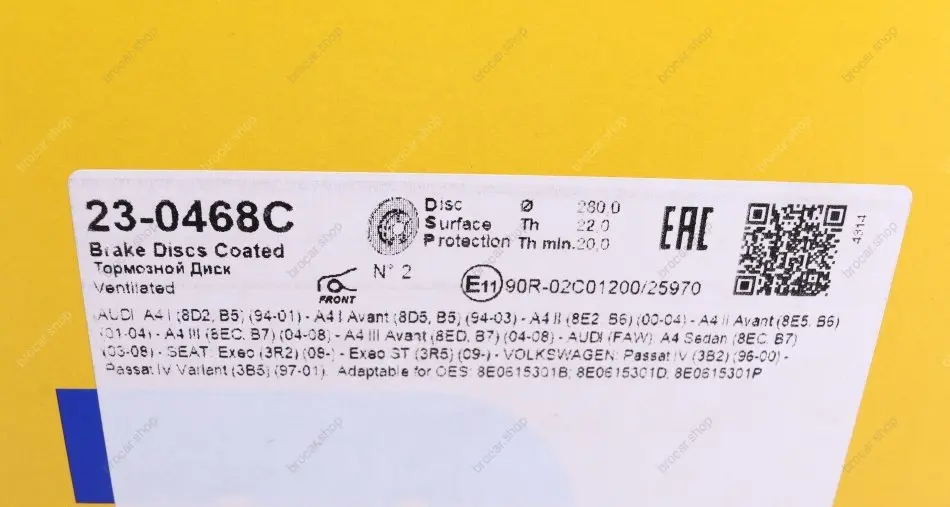 23-0468C
Brake Discs Coated
Тормозной Диск
Ventilated
FRONT
N° 2
Disc
Surface
Protection
Ø 280,0
Th 22,0
Th min. 20,0
E11 90R-02C01200/25970
EAC
4314
AUDI: A4 I (8D2, B5) (94-01) - A4 I Avant (8D5, B5) (94-03) - A4 II (8E2, B6) (00-04) - A4 II Avant (8E5, B6)
(01-04) - A4 III (8EC, B7) (04-08) - A4 III Avant (8ED, B7) (04-08) - AUDI (FAW): A4 Sedan (8EC, B7)
(03-08) - SEAT: Exeo (3R2) (09-) - Exeo ST (3R5) (09-) - VOLKSWAGEN: Passat IV (3B2) (96-00) -
Passat IV Variant (3B5) (97-01). Adaptable for OES: 8E0615301B; 8E0615301D; 8E0615301P
brocar.shop